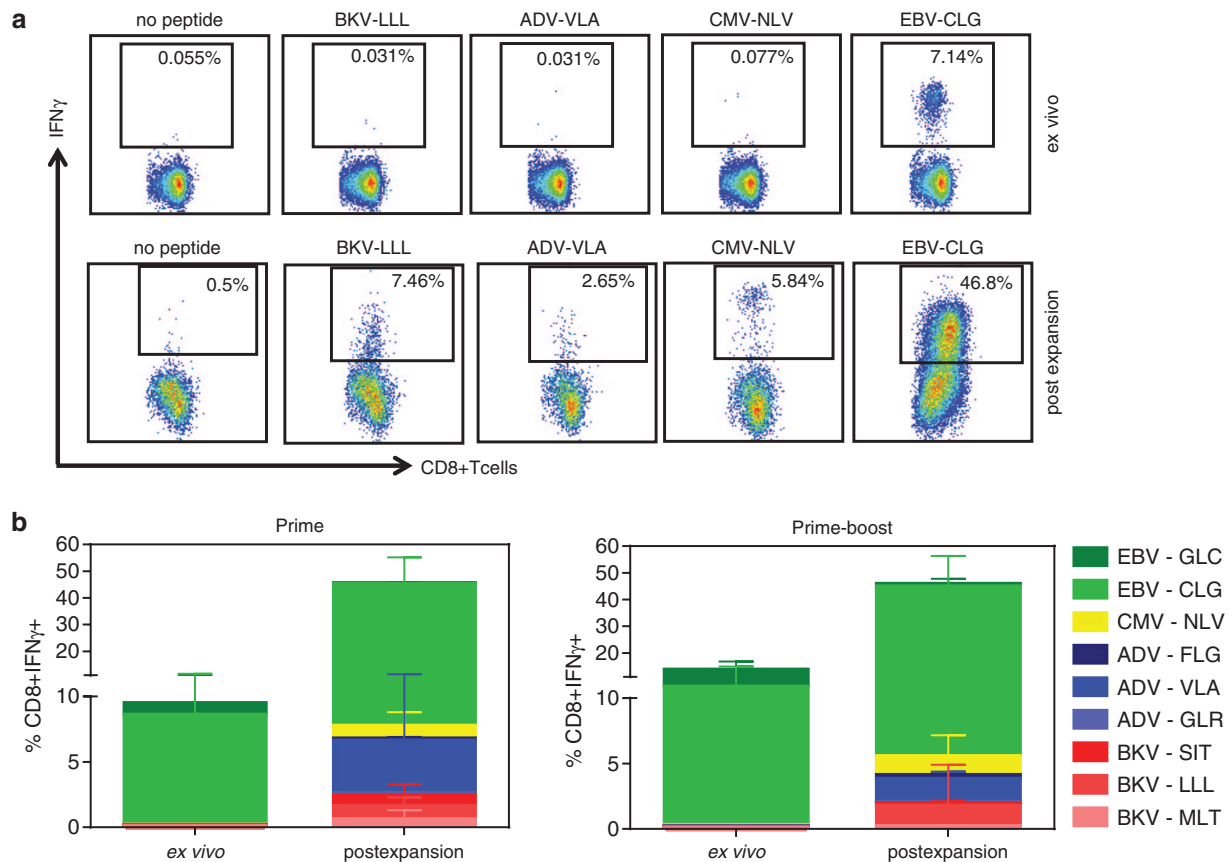 a
no peptide BKV-LLL ADV-VLA CMV-NLV EBV-CLG
0.055% 0.031% 0.031% 0.077% 7.14%
IFNγ
ex vivo
no peptide BKV-LLL ADV-VLA CMV-NLV EBV-CLG
0.5% 7.46% 2.65% 5.84% 46.8%
post expansion
CD8+Tcells
b
Prime
% CD8+IFNγ+
60
50
40
30
20
10
5
0
ex vivo postexpansion
Prime-boost
% CD8+IFNγ+
60
50
40
30
20
10
5
0
ex vivo postexpansion
EBV - GLC
EBV - CLG
CMV - NLV
ADV - FLG
ADV - VLA
ADV - GLR
BKV - SIT
BKV - LLL
BKV - MLT